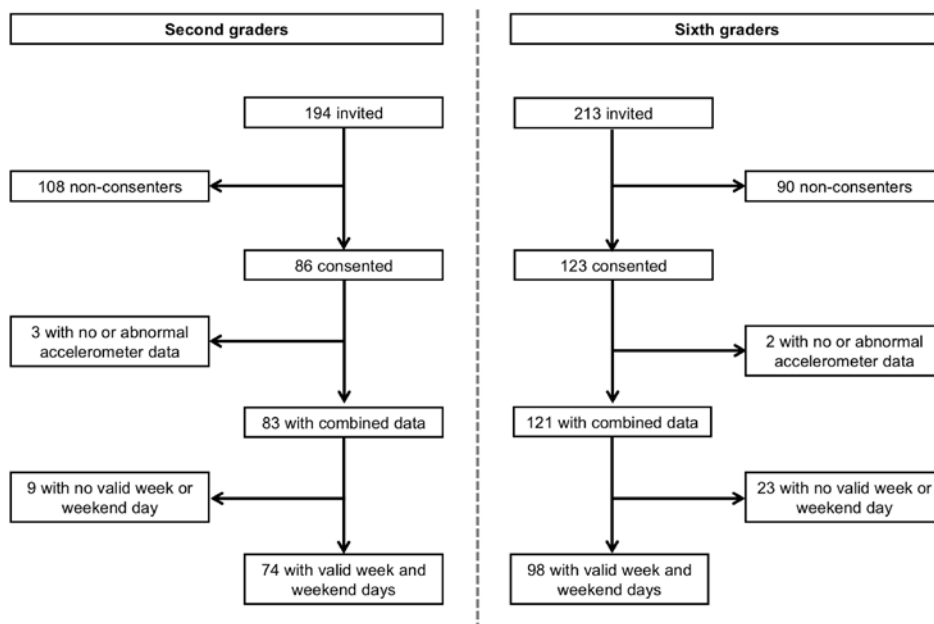 Second graders
194 invited
108 non-consenters
86 consented
3 with no or abnormal
accelerometer data
83 with combined data
9 with no valid week or
weekend day
74 with valid week and
weekend days
Sixth graders
213 invited
90 non-consenters
123 consented
2 with no or abnormal
accelerometer data
121 with combined data
23 with no valid week or
weekend day
98 with valid week and
weekend days